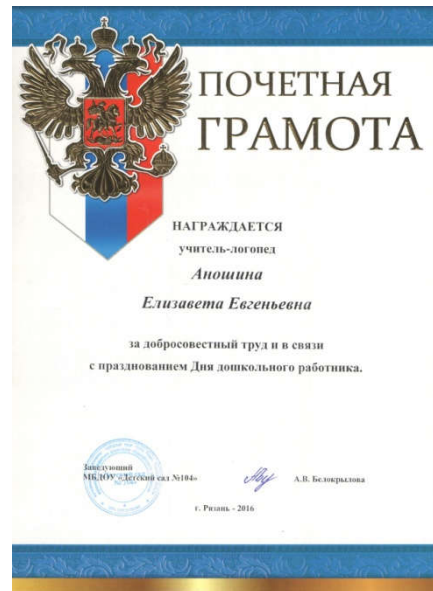 ПОЧЕТНАЯ
ГРАМОТА
НАГРАЖДАЕТСЯ
учитель-логопед
Аношина
Елизавета Евгеньевна
за добросовестный труд и в связи
с празднованием Дня дошкольного работника.
Заведующий
МБДОУ «Детский сад №104»
А.В. Белокрылова
г. Рязань - 2016